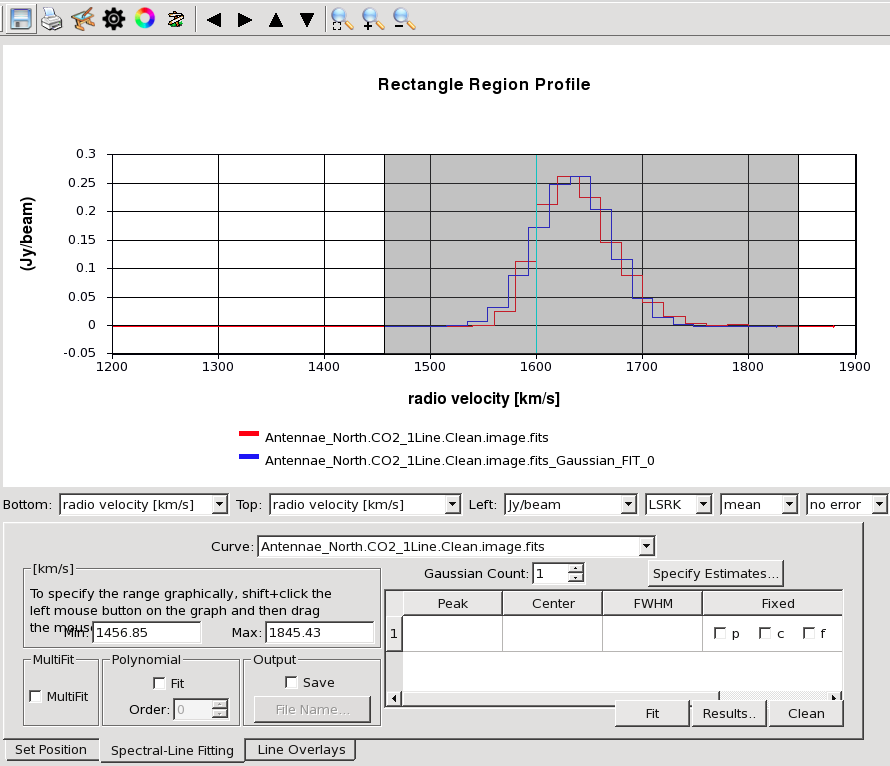 Rectangle Region Profile
0.3
0.25
0.2
0.15
0.1
0.05
0
-0.05
(Jy/beam)
1200 1300 1400 1500 1600 1700 1800 1900
radio velocity [km/s]
Antennae_North.CO2_1Line.Clean.image.fits
Antennae_North.CO2_1Line.Clean.image.fits_Gaussian_FIT_0
Bottom: radio velocity [km/s] Top: radio velocity [km/s] Left: Jy/beam LSRK mean no error
Curve: Antennae_North.CO2_1Line.Clean.image.fits
[km/s]
To specify the range graphically, shift+click the
left mouse button on the graph and then drag
the mouse
Min: 1456.85 Max: 1845.43
Gaussian Count: 1 Specify Estimates...
Peak Center FWHM Fixed
1 p c f
MultiFit Polynomial Output
MultiFit
Fit
Order: 0
Save
File Name...
Fit Results.. Clean
Set Position Spectral-Line Fitting Line Overlays